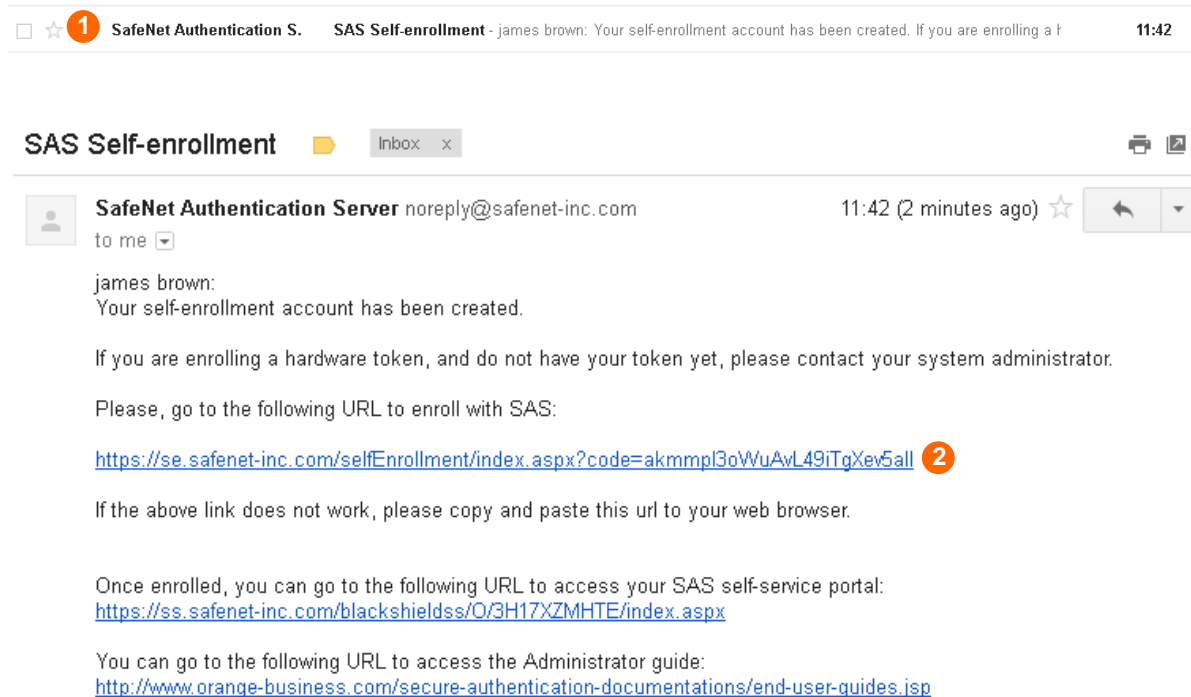 1 SafeNet Authentication S. SAS Self-enrollment - james brown: Your self-enrollment account has been created. If you are enrolling a h 11:42
SAS Self-enrollment Inbox x
SafeNet Authentication Server noreply@safenet-inc.com 11:42 (2 minutes ago)
to me
james brown:
Your self-enrollment account has been created.
If you are enrolling a hardware token, and do not have your token yet, please contact your system administrator.
Please, go to the following URL to enroll with SAS:
https://se.safenet-inc.com/selfEnrollment/index.aspx?code=akmmpl3oWuAvL49iTgXev5all 2
If the above link does not work, please copy and paste this url to your web browser.
Once enrolled, you can go to the following URL to access your SAS self-service portal:
https://ss.safenet-inc.com/blackshieldss/O/3H17XZMHTE/index.aspx
You can go to the following URL to access the Administrator guide:
http://www.orange-business.com/secure-authentication-documentations/end-user-guides.jsp